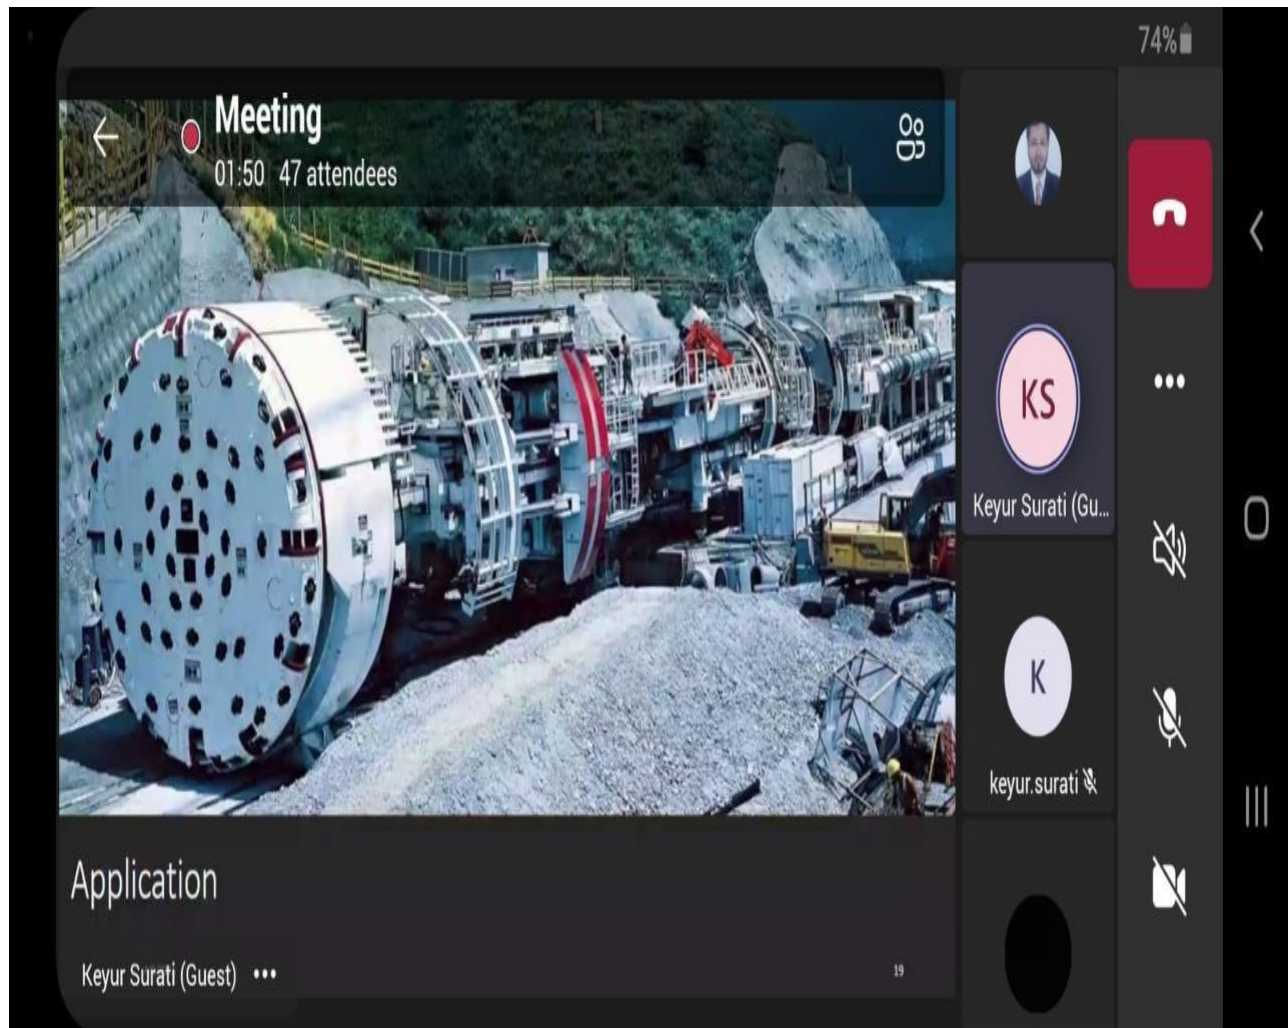 74%
Meeting
01:50 47 attendees
KS
Keyur Surati (Gu...
K
keyur.surati
Application
Keyur Surati (Guest) •••
19